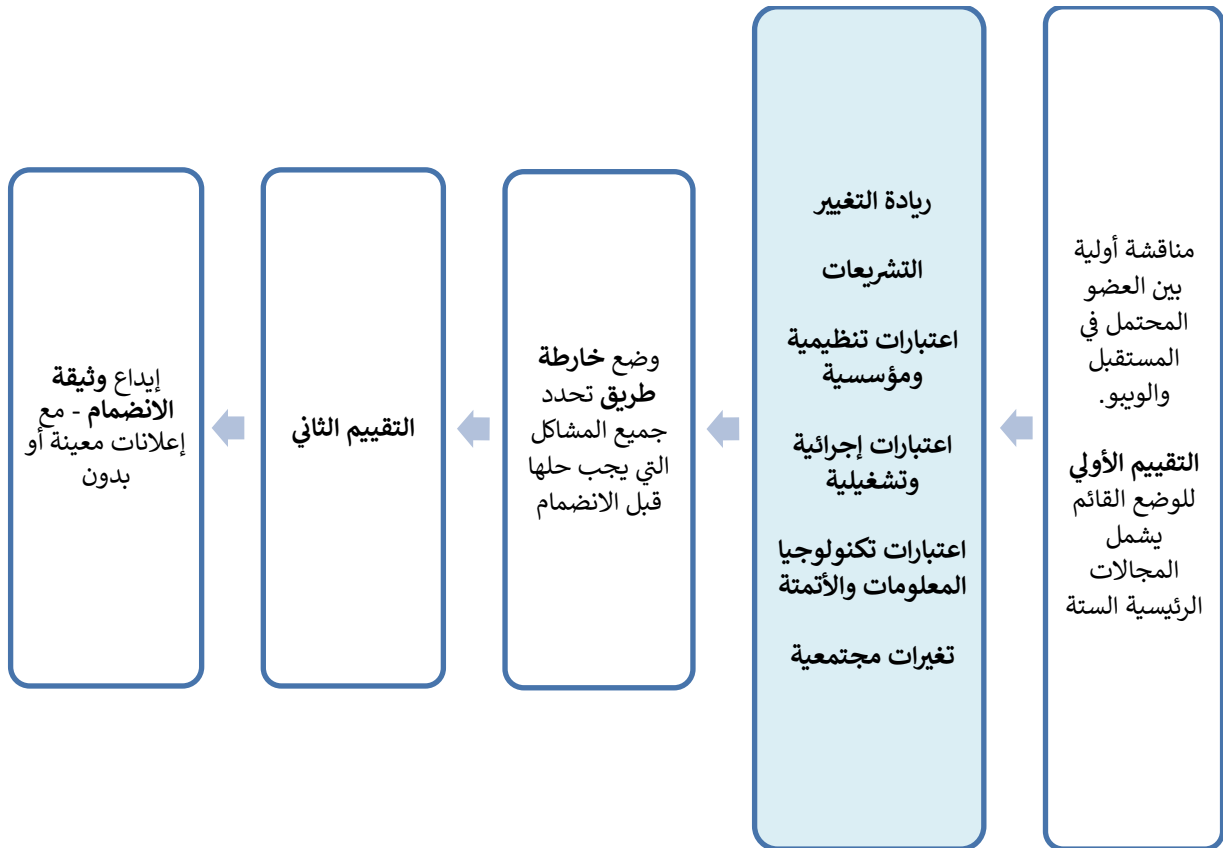 مناقشة أولية
بين العضو
المحتمل في
المستقبل
والويبو.
التقييم الأولي
للوضع القائم
يشمل
المجالات
الرئيسية الستة
ريادة التغيير
التشريعات
اعتبارات تنظيمية
ومؤسسية
اعتبارات إجرائية
وتشغيلية
اعتبارات تكنولوجيا
المعلومات والأتمتة
تغيرات مجتمعية
وضع خارطة
طريق تحدد
جميع المشاكل
التي يجب حلها
قبل الانضمام
التقييم الثاني
إيداع وثيقة
الانضمام - مع
إعلانات معينة أو
بدون